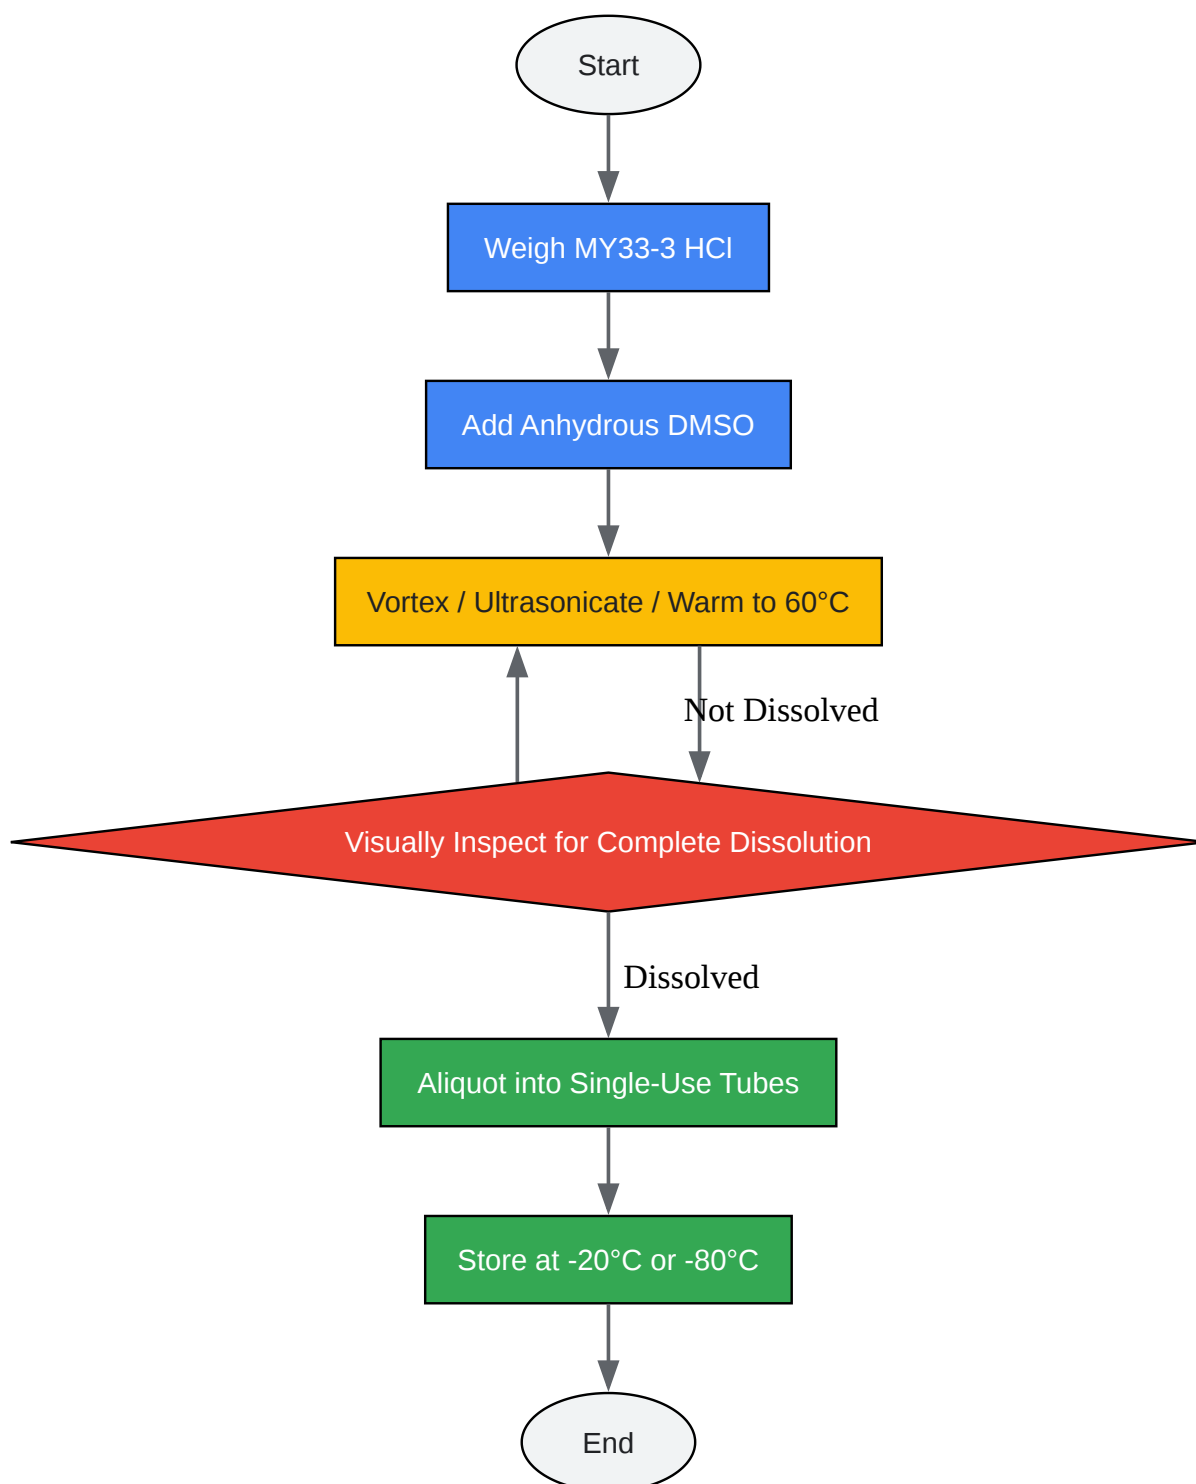 Start
Weigh MY33-3 HCl
Add Anhydrous DMSO
Vortex / Ultrasonicate / Warm to 60°C
Not Dissolved
Visually Inspect for Complete Dissolution
Dissolved
Aliquot into Single-Use Tubes
Store at -20°C or -80°C
End